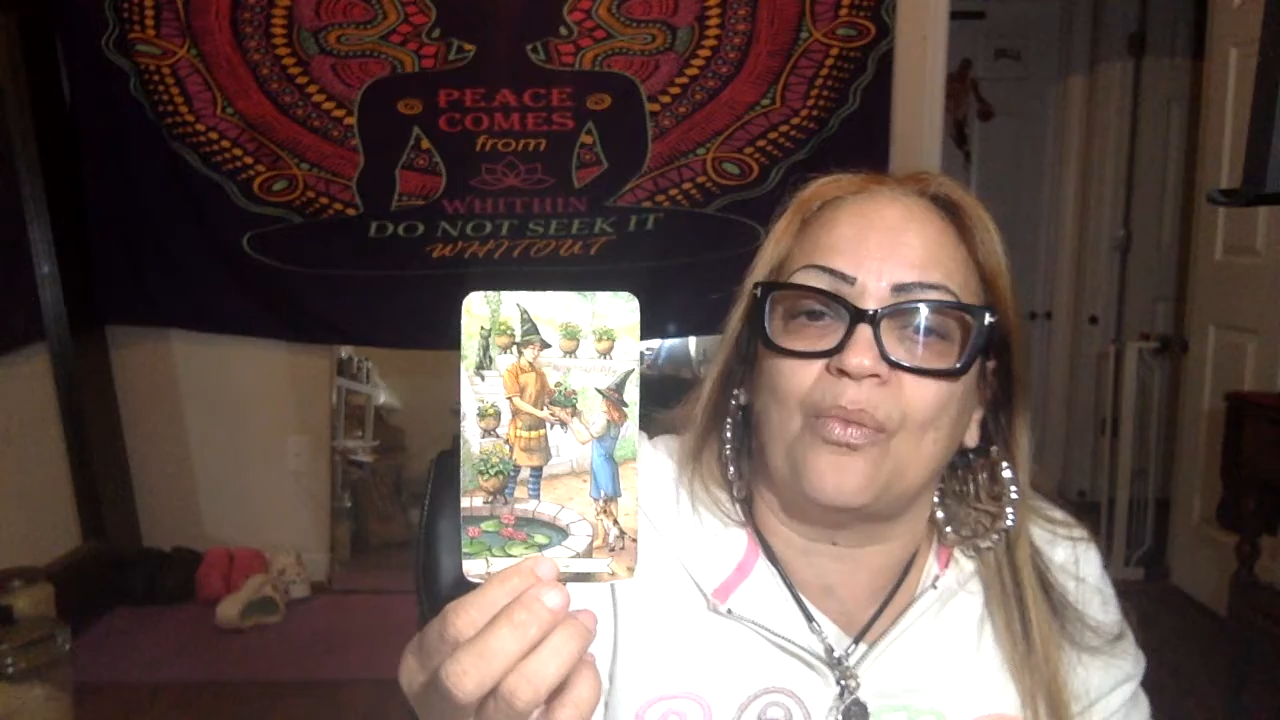 PEACE
COMES
from
WHITHIN
DO NOT SEEK IT
WHITOUT